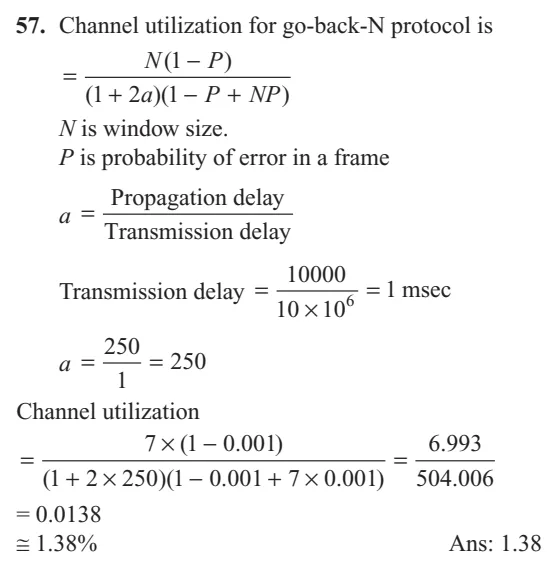 57. Channel utilization for go-back-N protocol is
= N(1 − P) / (1 + 2a)(1 − P + NP)
N is window size.
P is probability of error in a frame
a = Propagation delay / Transmission delay
Transmission delay = 10000 / 10 × 10^6 = 1 msec
a = 250 / 1 = 250
Channel utilization
= 7 × (1 − 0.001) / (1 + 2 × 250)(1 − 0.001 + 7 × 0.001) = 6.993 / 504.006
= 0.0138
≅ 1.38% Ans: 1.38